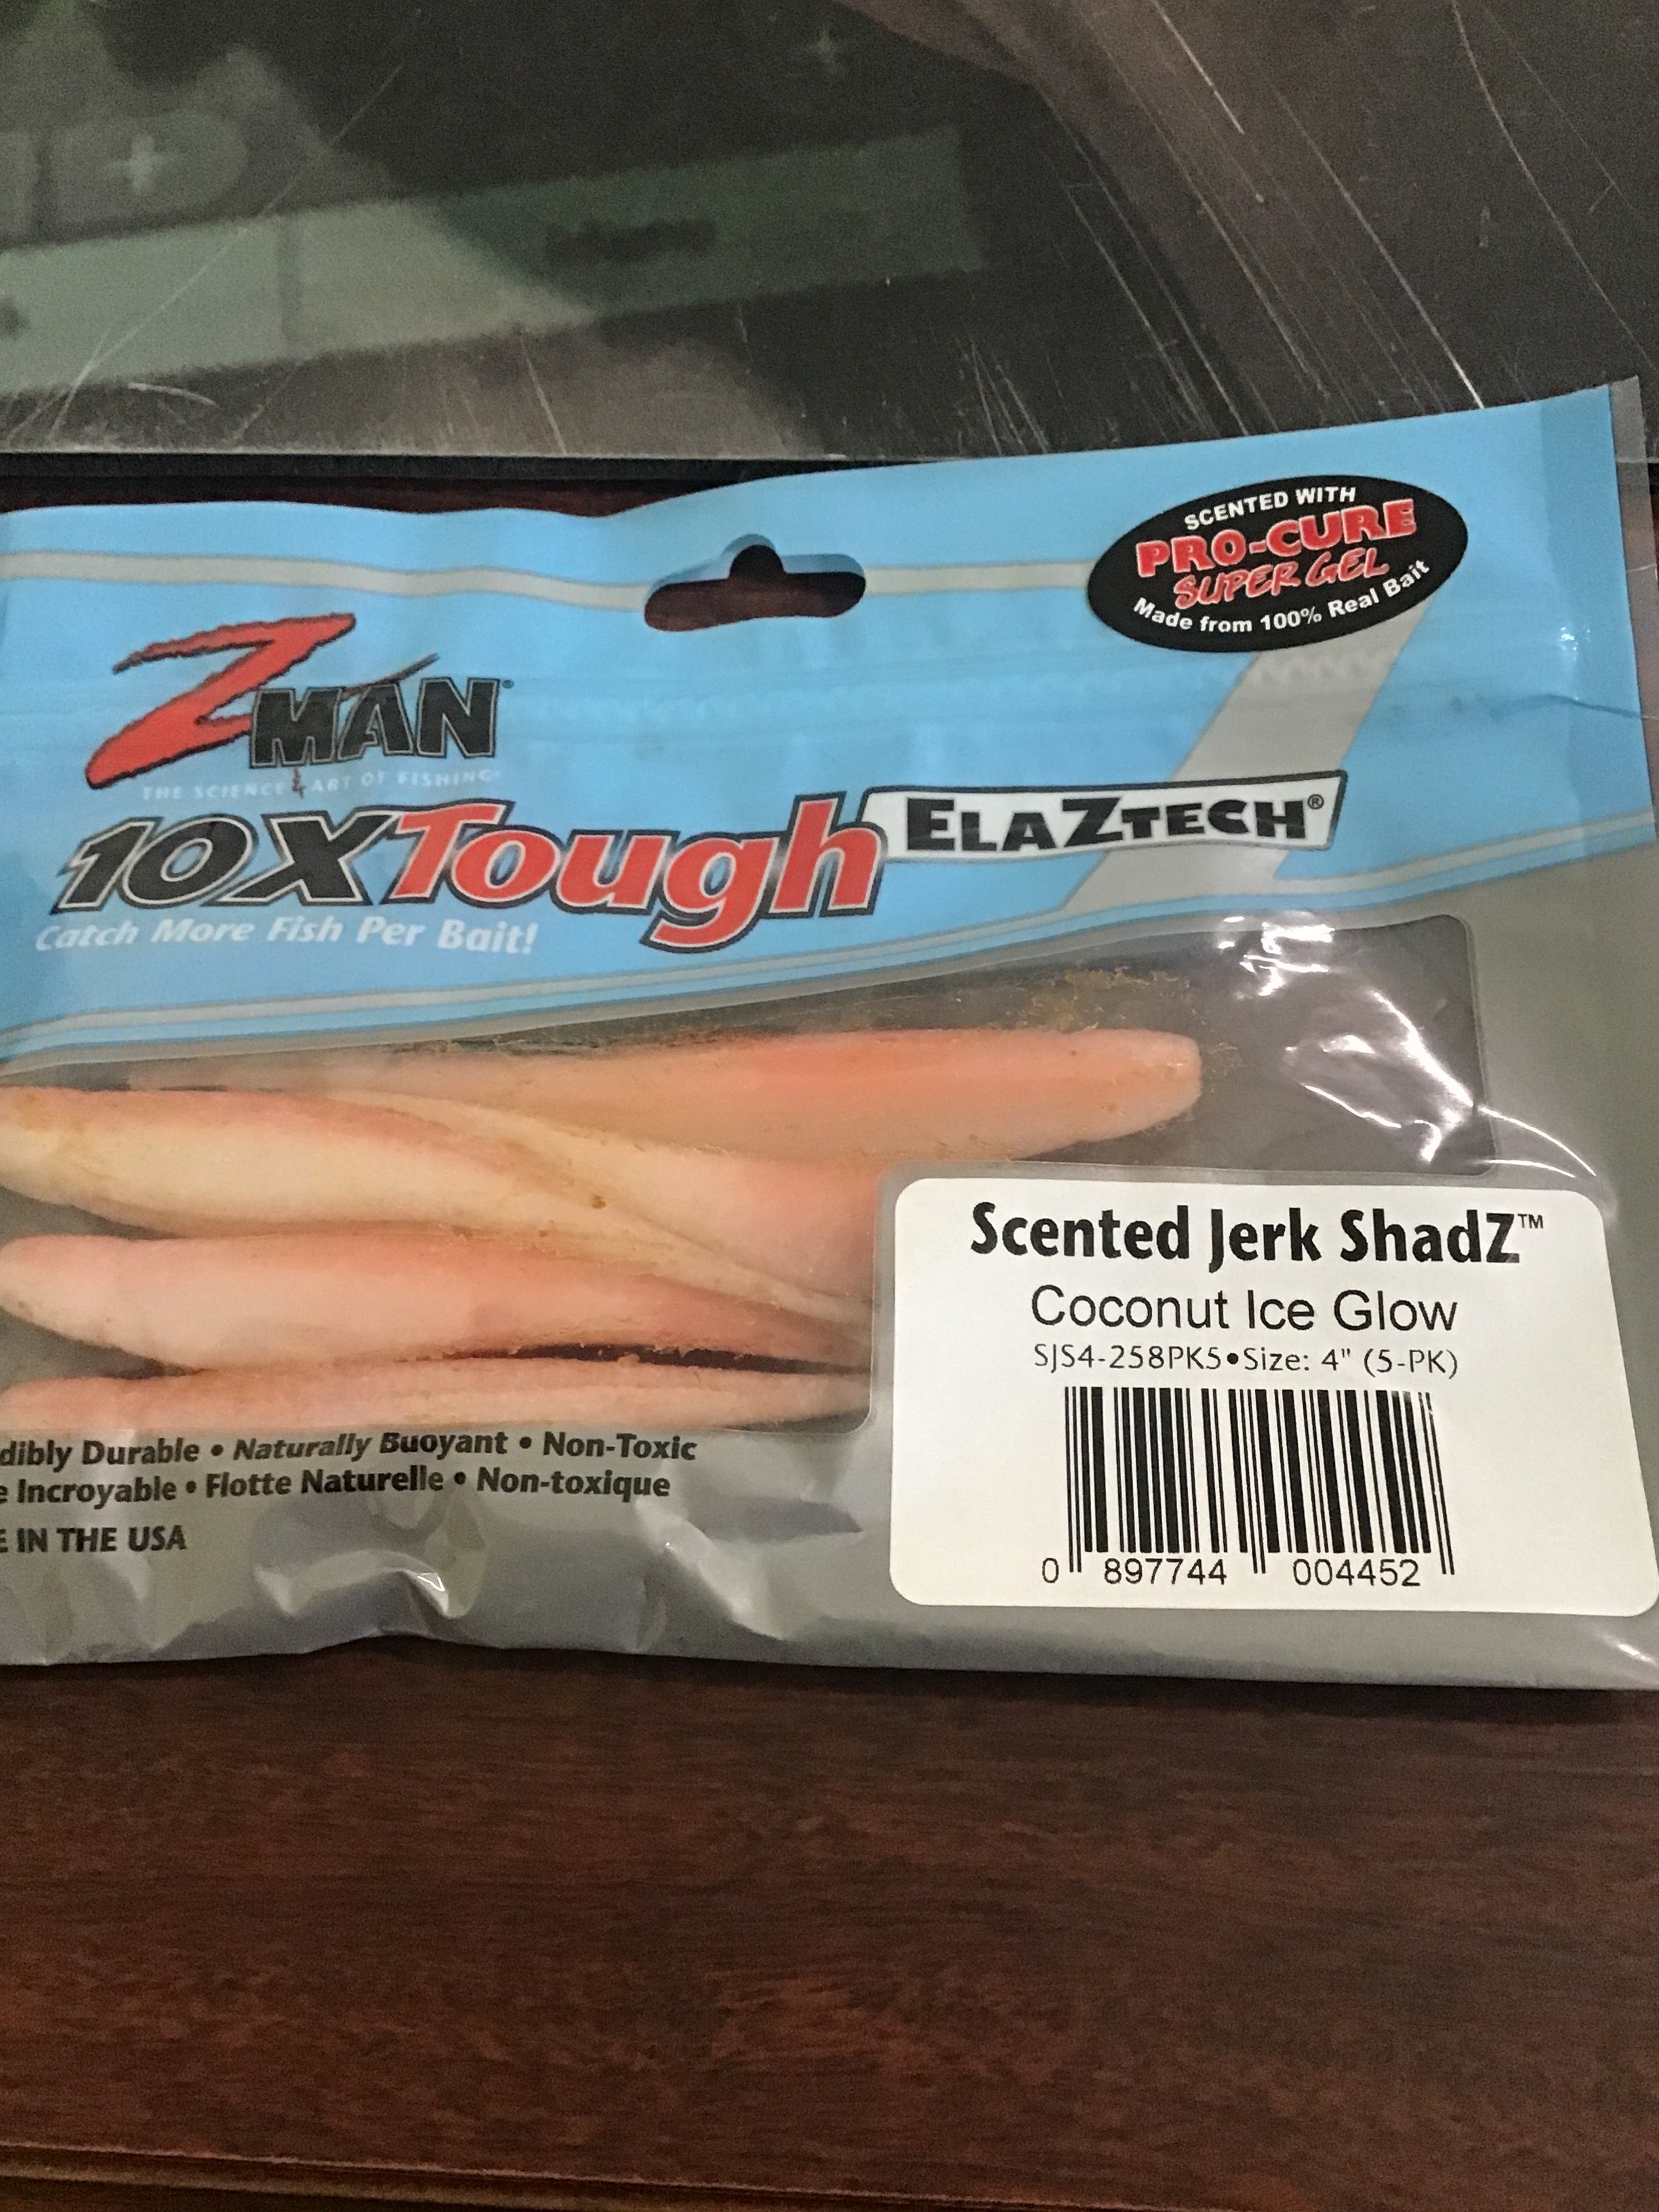 SCENTED WITH
PRO-CURE
SUPER GEL
Made from 100% Real Bait
ZMAN®
THE SCIENCE & ART OF FISHING®
10X Tough ELAZTECH®
Catch More Fish Per Bait!
Scented Jerk ShadZ™
Coconut Ice Glow
SJS4-258PK5•Size: 4" (5-PK)
0 897744 004452
dibly Durable • Naturally Buoyant • Non-Toxic
e Incroyable • Flotte Naturelle • Non-toxique
E IN THE USA